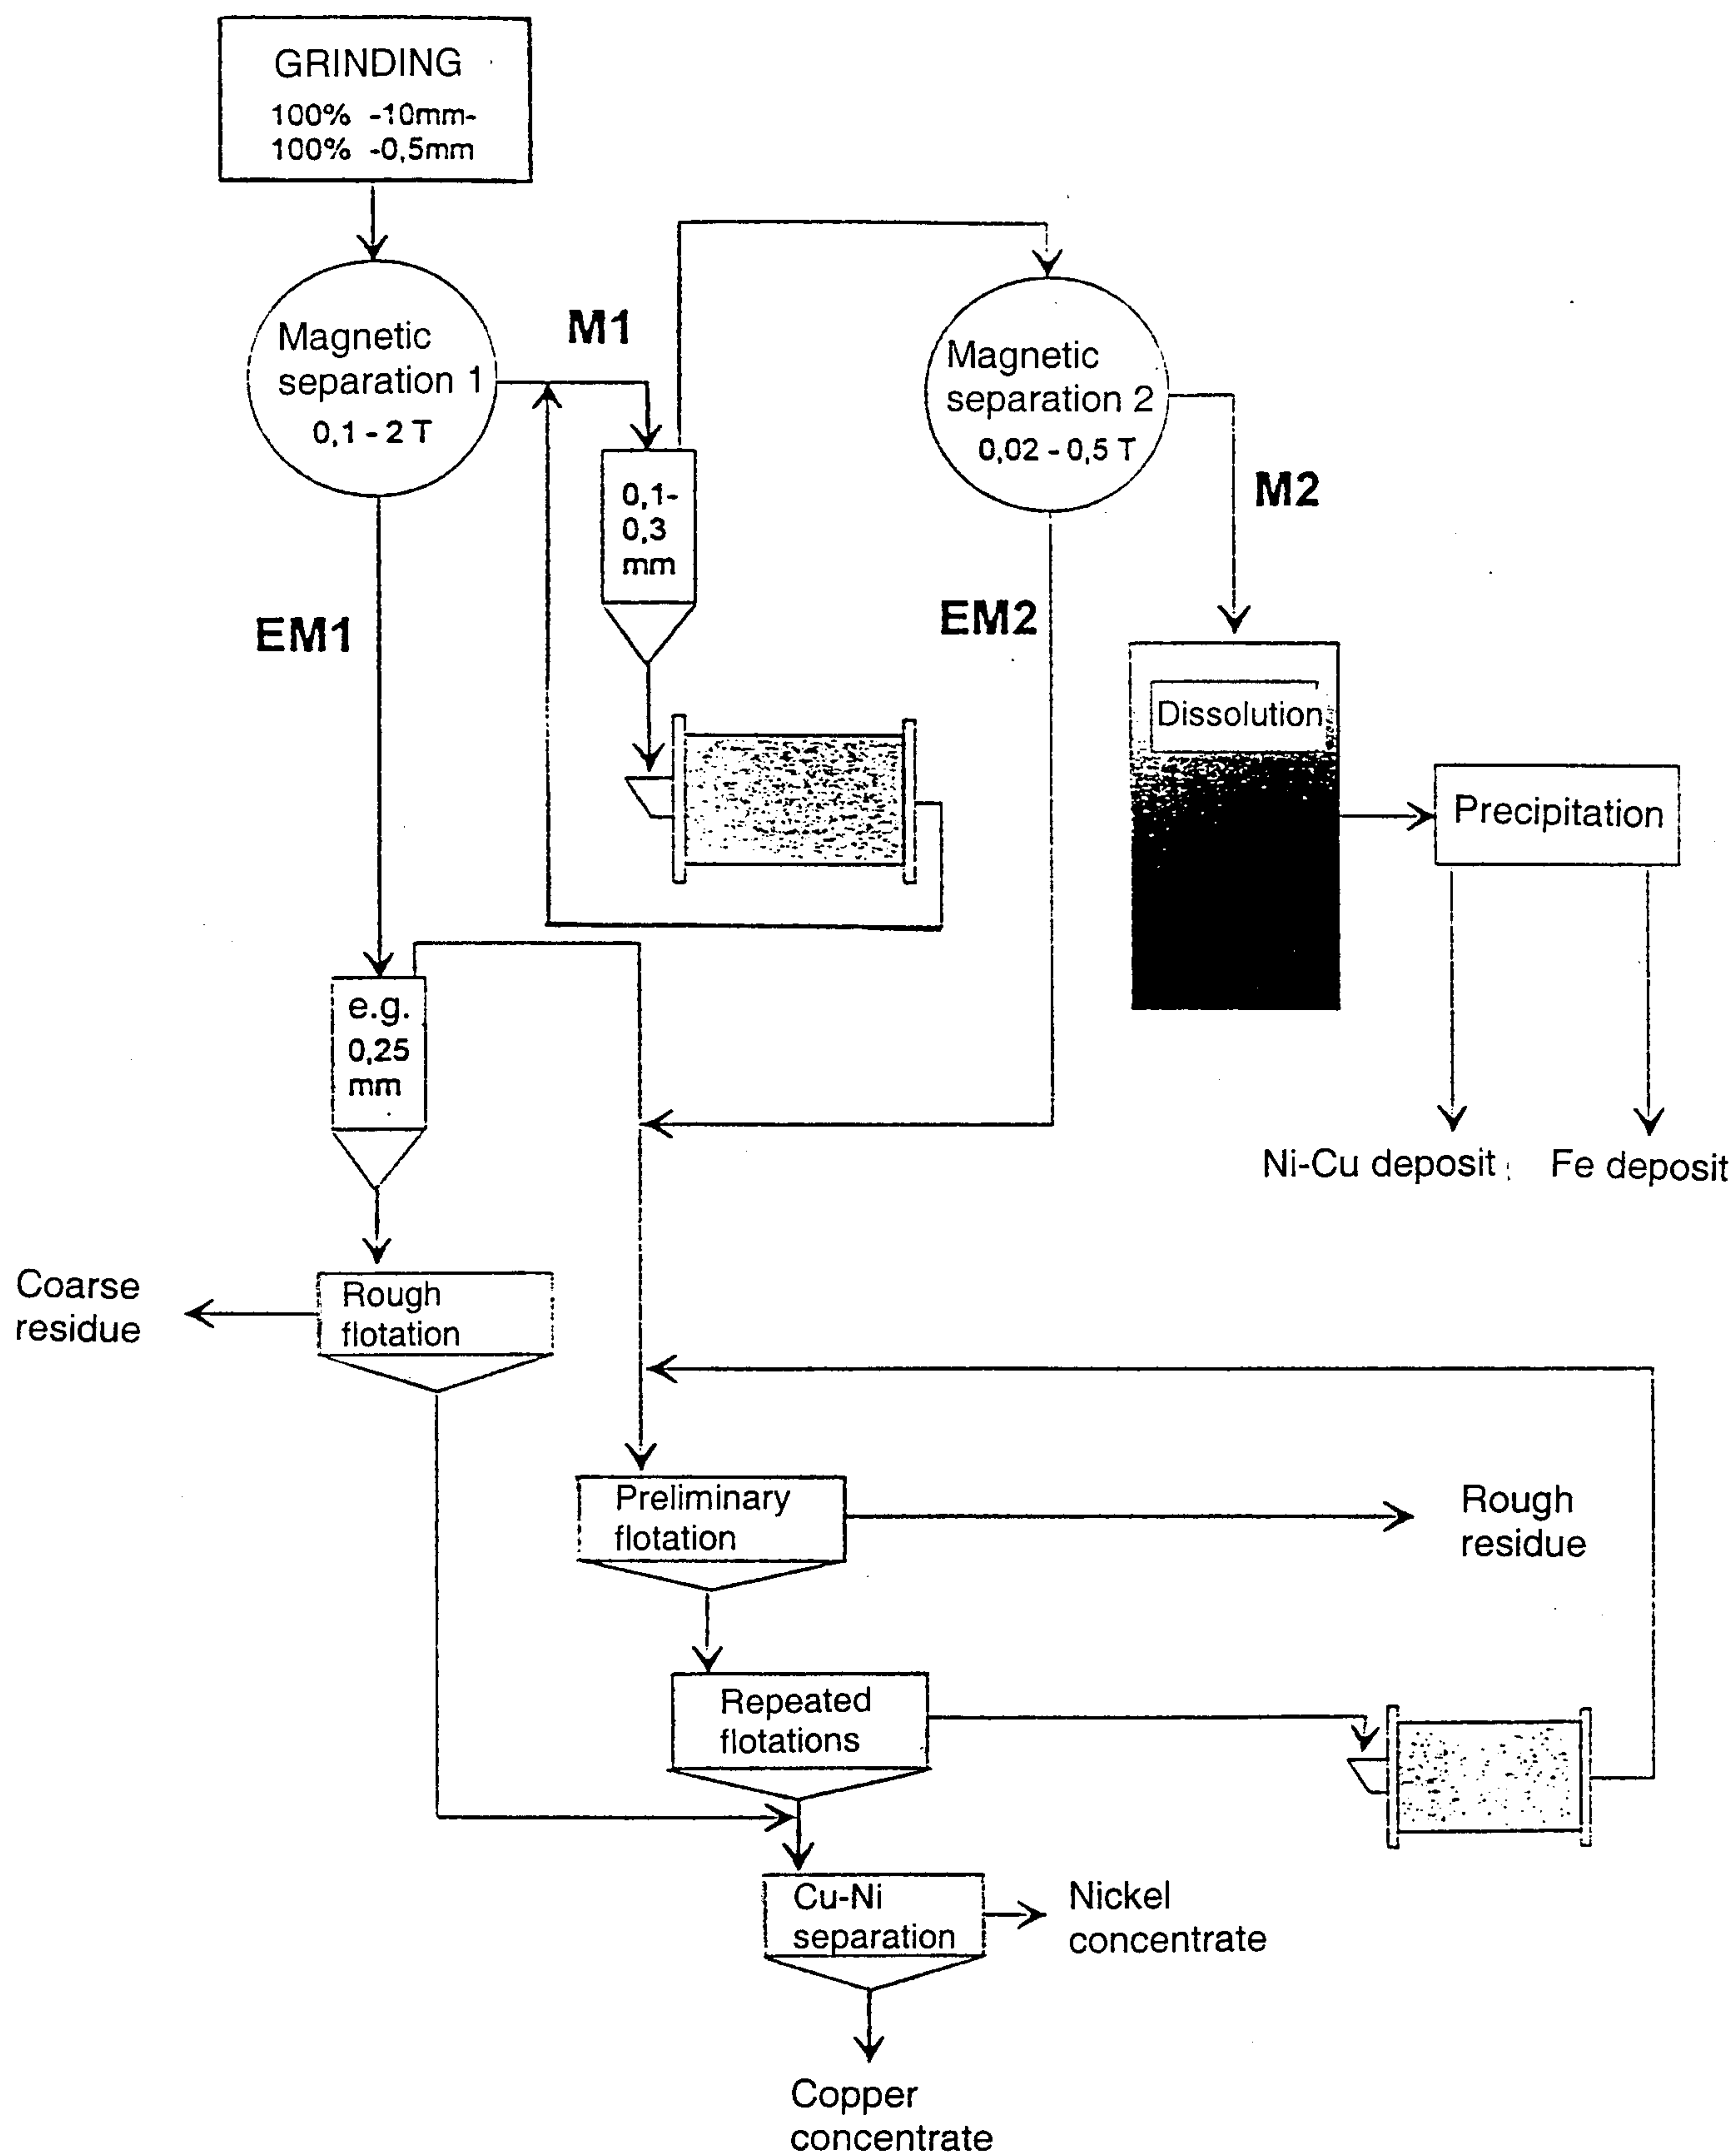 GRINDING
100% -10mm-
100% -0,5mm
Magnetic
separation 1
0,1 - 2 T
M1
Magnetic
separation 2
0,02 - 0,5 T
M2
0,1-
0,3
mm
EM1
EM2
Dissolution
Precipitation
e.g.
0,25
mm
Ni-Cu deposit
Fe deposit
Coarse
residue
Rough
flotation
Preliminary
flotation
Rough
residue
Repeated
flotations
Cu-Ni
separation
Nickel
concentrate
Copper
concentrate